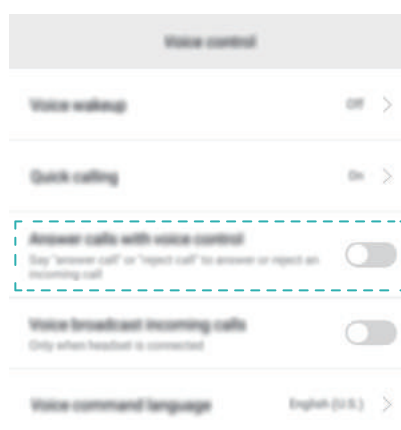 Voice control
Voice wakeup
Off
Quick calling
On
Answer calls with voice control
Say "answer call" or "reject call" to answer or reject an
incoming call
Voice broadcast incoming calls
Only when headset is connected
Voice command language
English (U.S.)